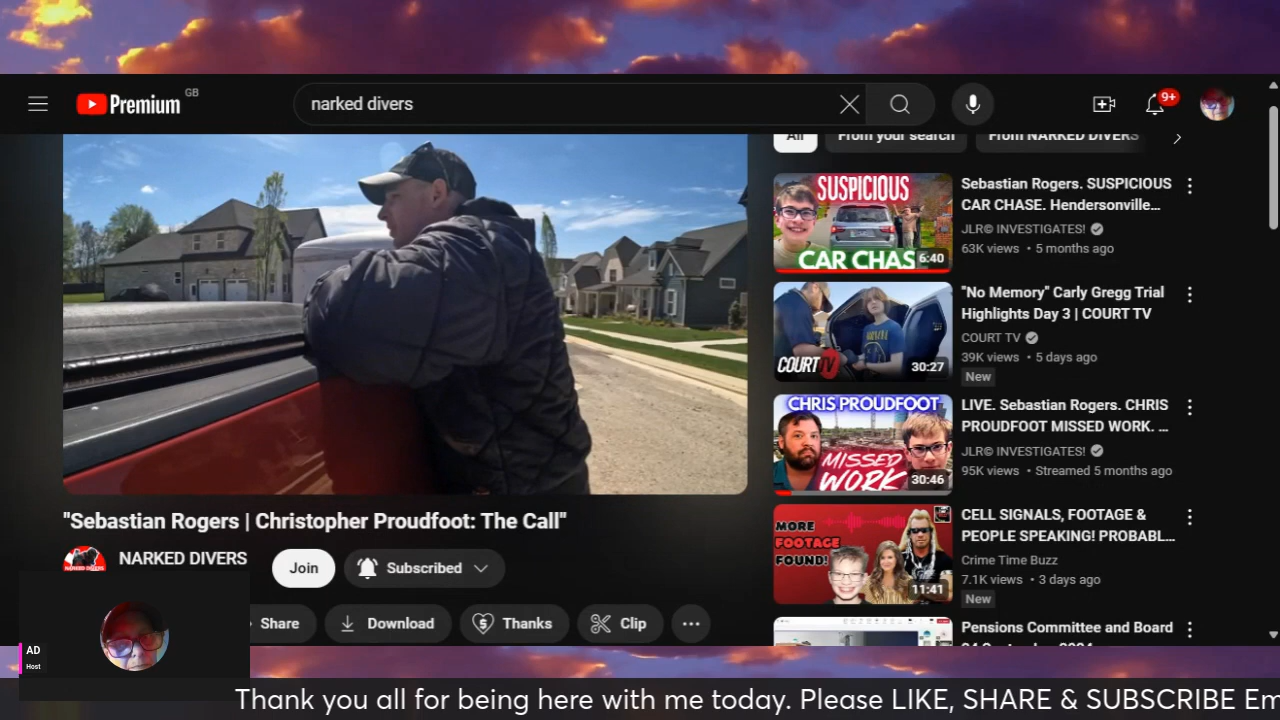 Premium GB
narked divers
9+
All
From your search
From NARKED DIVERS
SUSPICIOUS
CAR CHAS
6:40
Sebastian Rogers. SUSPICIOUS
CAR CHASE. Hendersonville...
JLR© INVESTIGATES!
63K views • 5 months ago
COURT TV
30:27
"No Memory" Carly Gregg Trial
Highlights Day 3 | COURT TV
COURT TV
39K views • 5 days ago
New
CHRIS PROUDFOOT
MISSED
WORK
30:46
LIVE. Sebastian Rogers. CHRIS
PROUDFOOT MISSED WORK. ...
JLR© INVESTIGATES!
95K views • Streamed 5 months ago
MORE
FOOTAGE
FOUND!
11:41
CELL SIGNALS, FOOTAGE &
PEOPLE SPEAKING! PROBABL...
Crime Time Buzz
7.1K views • 3 days ago
New
Pensions Committee and Board
"Sebastian Rogers | Christopher Proudfoot: The Call"
NARKED DIVERS
NARKED DIVERS
Join
Subscribed
Share
Download
Thanks
Clip
AD
Host
Thank you all for being here with me today. Please LIKE, SHARE & SUBSCRIBE Em